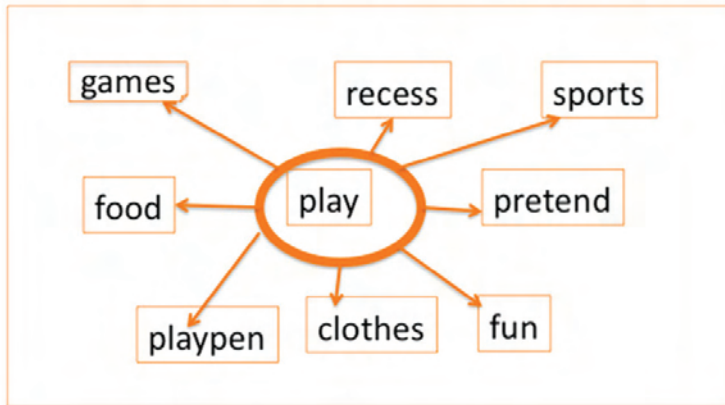 games
recess
sports
food
play
pretend
playpen
clothes
fun